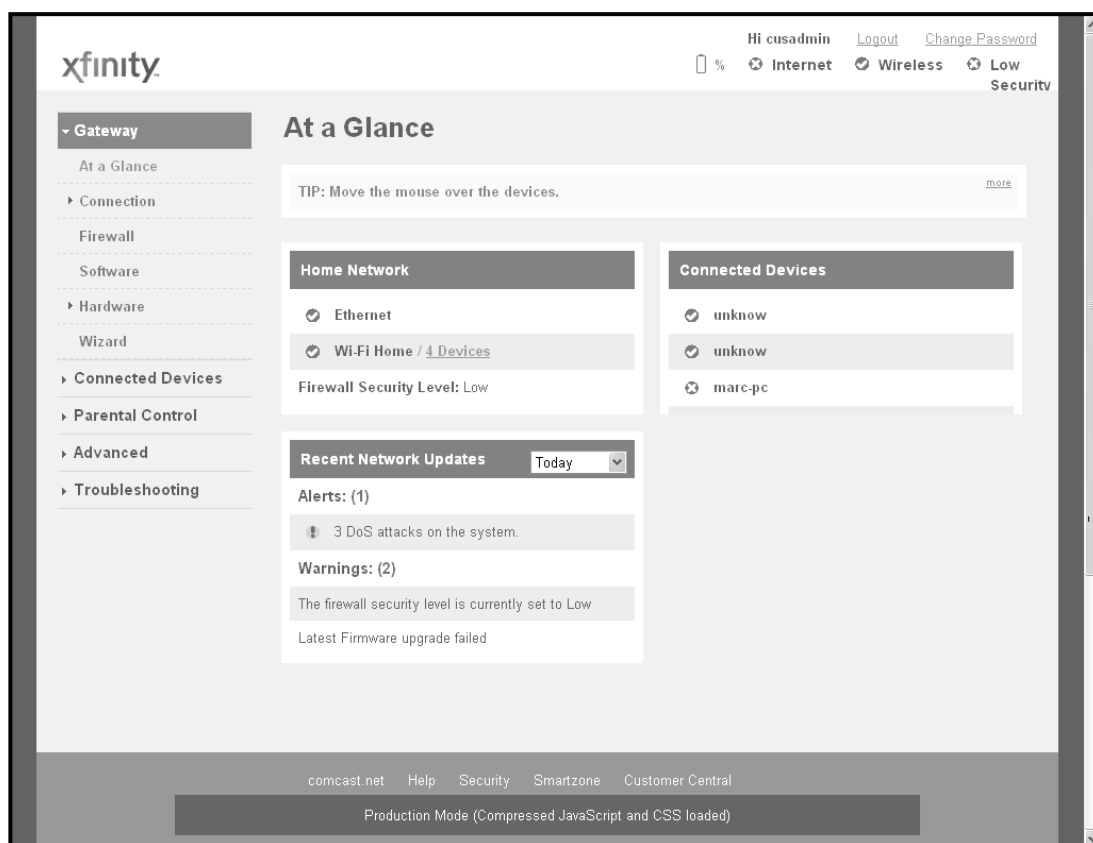 Hi cusadmin Logout Change Password
xfinity
% Internet Wireless Low
Security
Gateway
At a Glance
Connection
Firewall
Software
Hardware
Wizard
Connected Devices
Parental Control
Advanced
Troubleshooting
At a Glance
TIP: Move the mouse over the devices.
more
Home Network
Ethernet
Wi-Fi Home / 4 Devices
Firewall Security Level: Low
Connected Devices
unknow
unknow
marc-pc
Recent Network Updates Today
Alerts: (1)
3 DoS attacks on the system.
Warnings: (2)
The firewall security level is currently set to Low
Latest Firmware upgrade failed
comcast.net Help Security Smartzone Customer Central
Production Mode (Compressed JavaScript and CSS loaded)